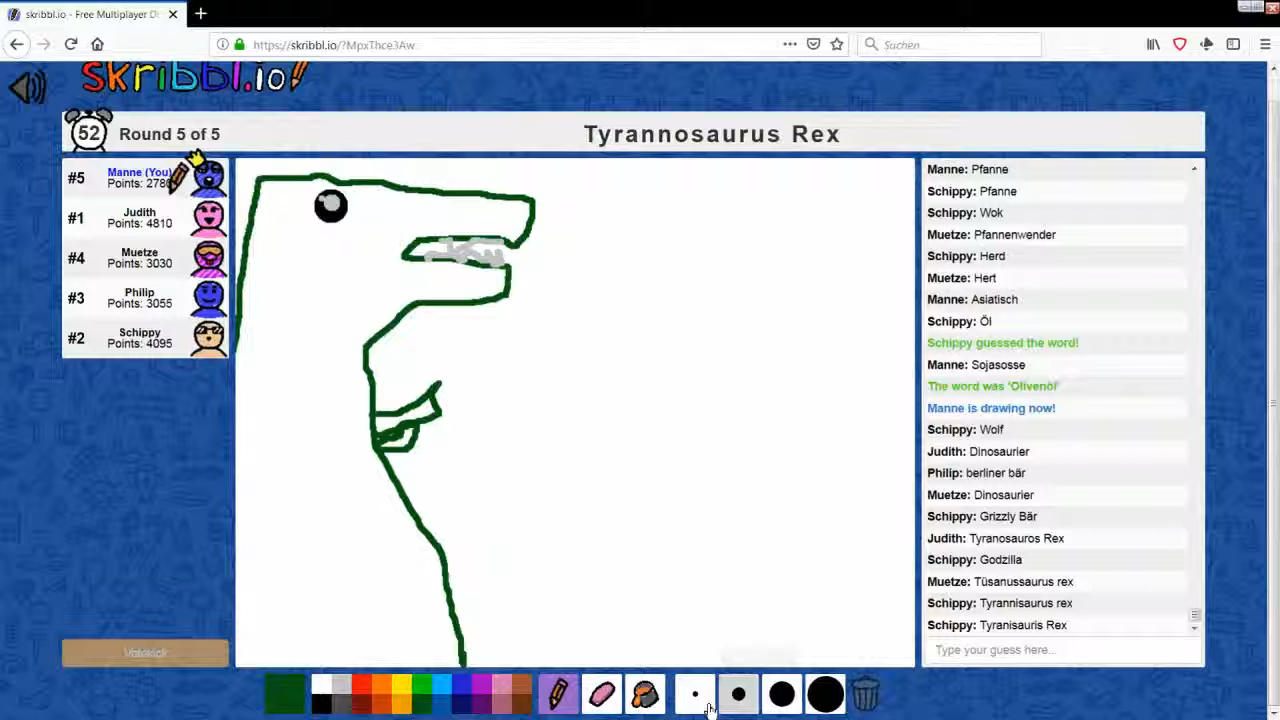 skribbl.io - Free Multiplayer D
https://skribbl.io/?MpxThce3Aw
Suchen
skribbl.io
52
Round 5 of 5
Tyrannosaurus Rex
#5
Manne (You)
Points: 2780
#1
Judith
Points: 4810
#4
Muetze
Points: 3030
#3
Philip
Points: 3055
#2
Schippy
Points: 4095
Votekick
Manne: Pfanne
Schippy: Pfanne
Schippy: Wok
Muetze: Pfannenwender
Schippy: Herd
Muetze: Hert
Manne: Asiatisch
Schippy: Öl
Schippy guessed the word!
Manne: Sojasosse
The word was 'Olivenöl'
Manne is drawing now!
Schippy: Wolf
Judith: Dinosaurier
Philip: berliner bär
Muetze: Dinosaurier
Schippy: Grizzly Bär
Judith: Tyranosauros Rex
Schippy: Godzilla
Muetze: Tüsanussaurus rex
Schippy: Tyrannisaurus rex
Schippy: Tyranisauris Rex
Type your guess here...